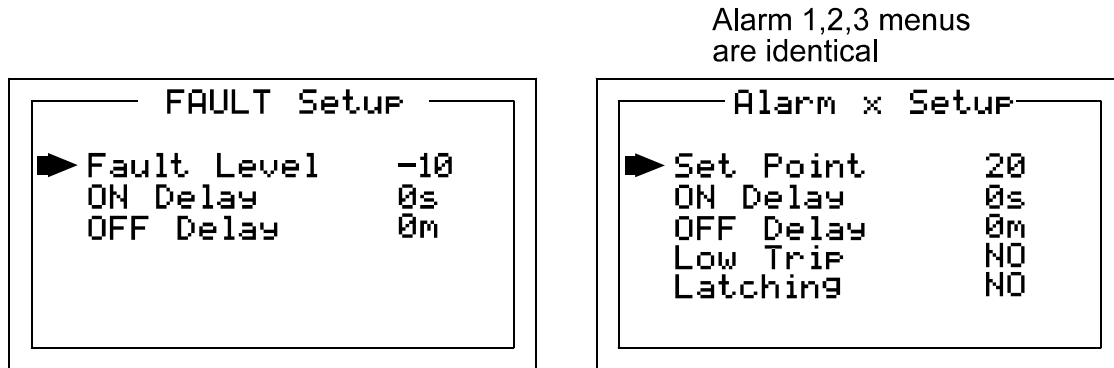 Alarm 1,2,3 menus
are identical
FAULT Setup
Fault Level -10
ON Delay 0s
OFF Delay 0m
Alarm x Setup
Set Point 20
ON Delay 0s
OFF Delay 0m
Low Trip NO
Latching NO